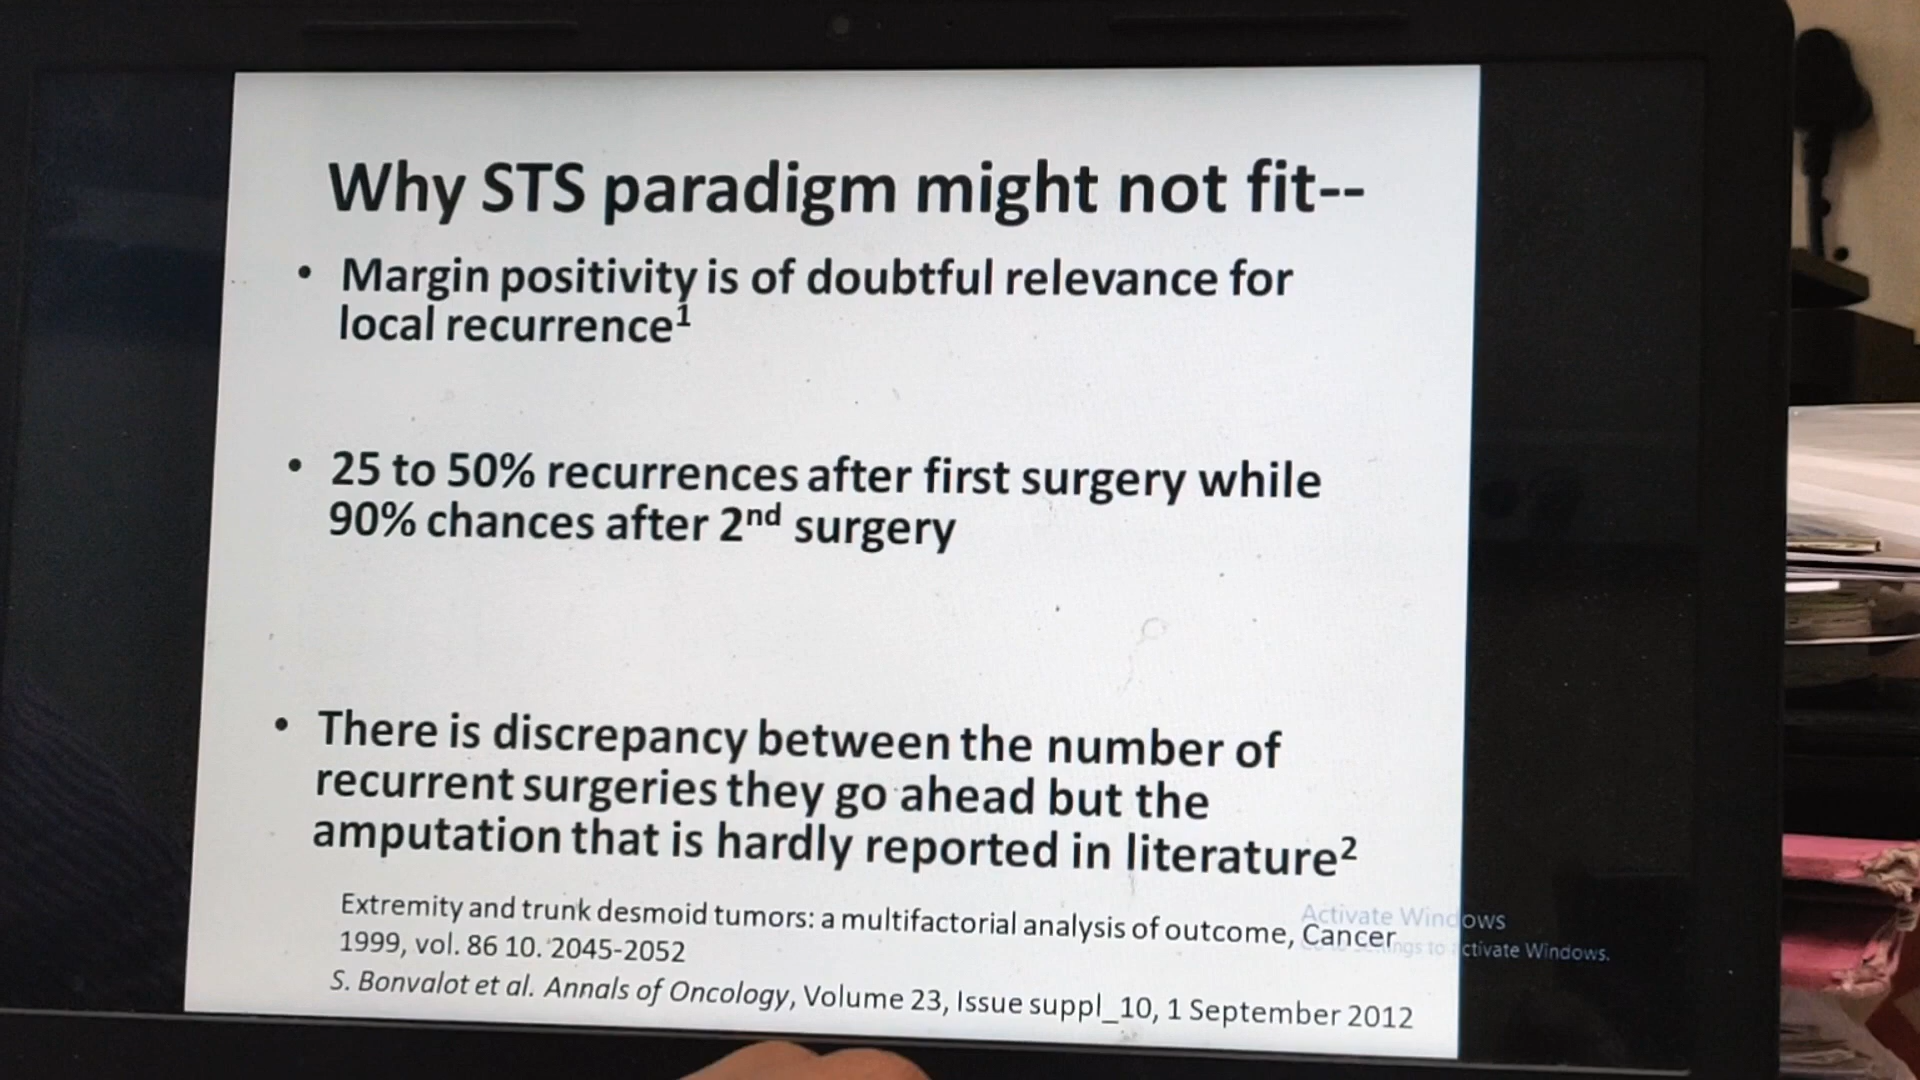 Why STS paradigm might not fit--
• Margin positivity is of doubtful relevance for
local recurrence¹
• 25 to 50% recurrences after first surgery while
90% chances after 2ⁿᵈ surgery
• There is discrepancy between the number of
recurrent surgeries they go ahead but the
amputation that is hardly reported in literature²
Extremity and trunk desmoid tumors: a multifactorial analysis of outcome, Cancer
1999, vol. 86 10. 2045-2052
S. Bonvalot et al. Annals of Oncology, Volume 23, Issue suppl_10, 1 September 2012
Activate Windows
to activate Windows.